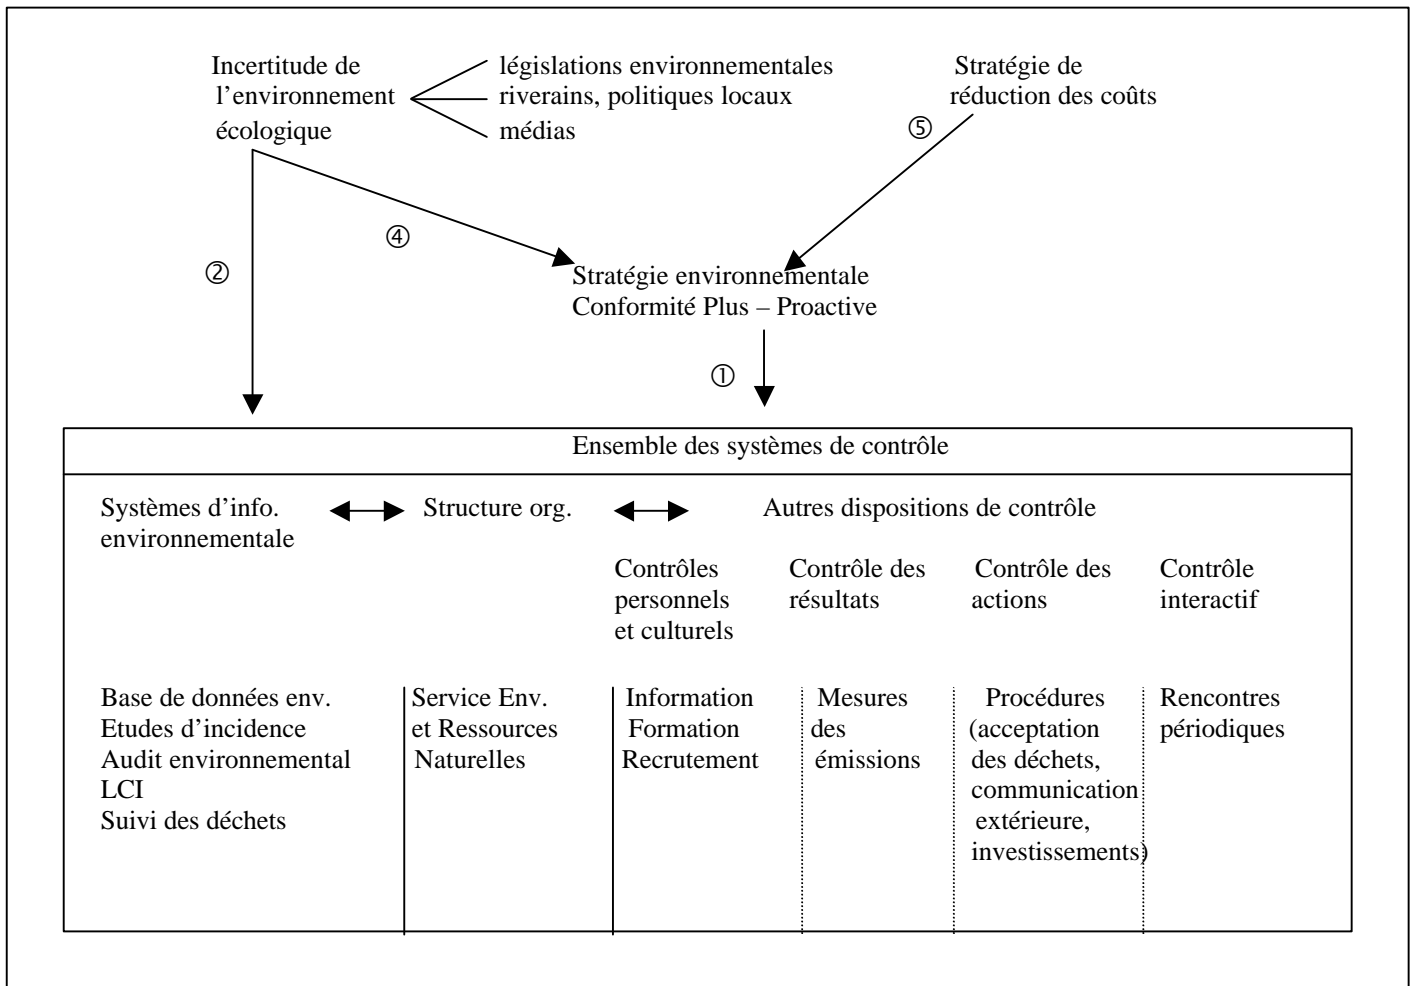 Incertitude de
l’environnement
écologique
législations environnementales
riverains, politiques locaux
médias
Stratégie de
réduction des coûts
⑤
④
②
Stratégie environnementale
Conformité Plus – Proactive
①
Ensemble des systèmes de contrôle
Systèmes d’info.
environnementale
Structure org.
Autres dispositions de contrôle
Contrôles
personnels
et culturels
Contrôle des
résultats
Contrôle des
actions
Contrôle
interactif
Base de données env.
Etudes d’incidence
Audit environnemental
LCI
Suivi des déchets
Service Env.
et Ressources
Naturelles
Information
Formation
Recrutement
Mesures
des
émissions
Procédures
(acceptation
des déchets,
communication
extérieure,
investissements)
Rencontres
périodiques